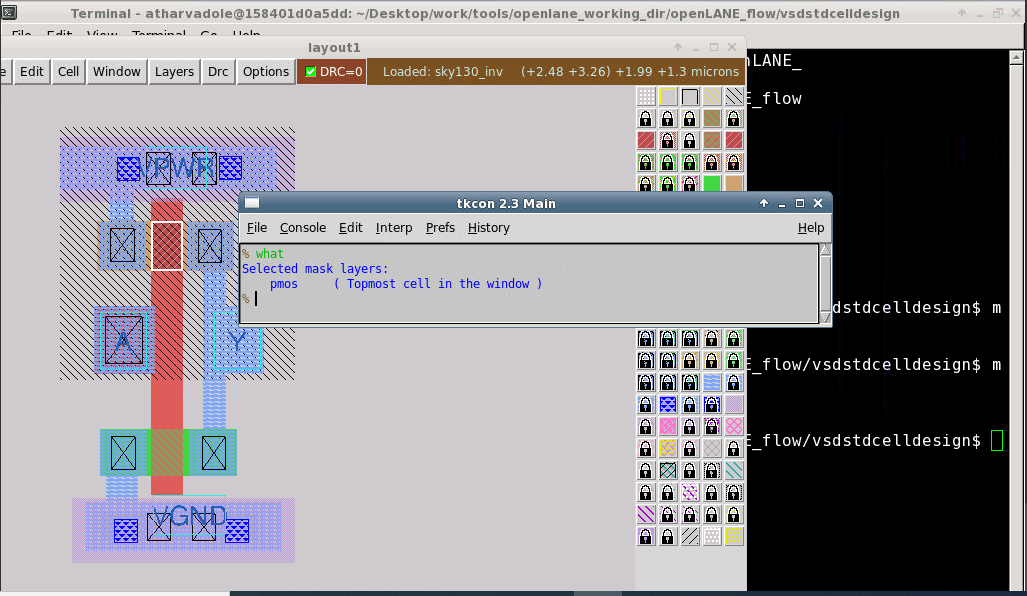 Terminal - atharvadole@158401d0a5dd: ~/Desktop/work/tools/openlane_working_dir/openLANE_flow/vsdstdcelldesign
File Edit View Terminal Go Help
layout1
e Edit Cell Window Layers Drc Options DRC=0 Loaded: sky130_inv (+2.48 +3.26) +1.99 +1.3 microns
nLANE_
E_flow
VPWR
tkcon 2.3 Main
File Console Edit Interp Prefs History Help
% what
Selected mask layers:
pmos ( Topmost cell in the window )
%
dstdcelldesign$ m
A Y
E_flow/vsdstdcelldesign$ m
E_flow/vsdstdcelldesign$
VGND